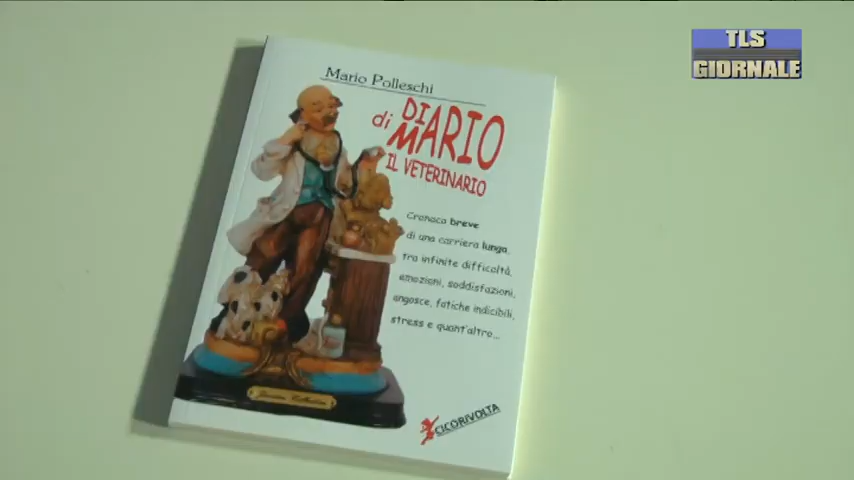 TLS
GIORNALE
Mario Polleschi
DIARIO
di MARIO
IL VETERINARIO
Cronaca breve
di una carriera lunga,
tra infinite difficoltà,
emozioni, soddisfazioni,
angosce, fatiche indicibili,
stress e quant'altro...
CICORIVOLTA